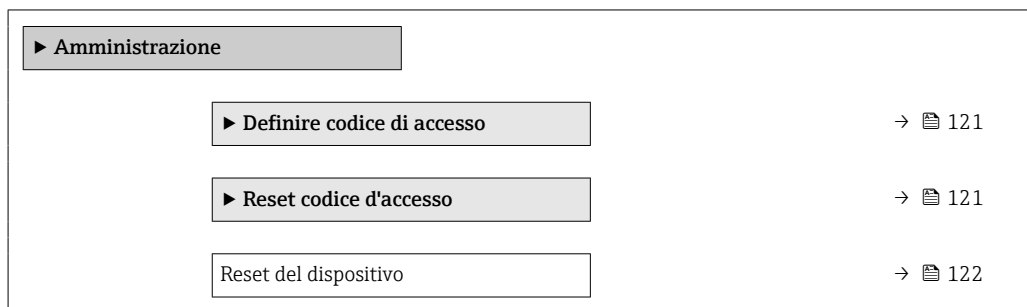 ▶ Amministrazione
▶ Definire codice di accesso → 121
▶ Reset codice d'accesso → 121
Reset del dispositivo → 122